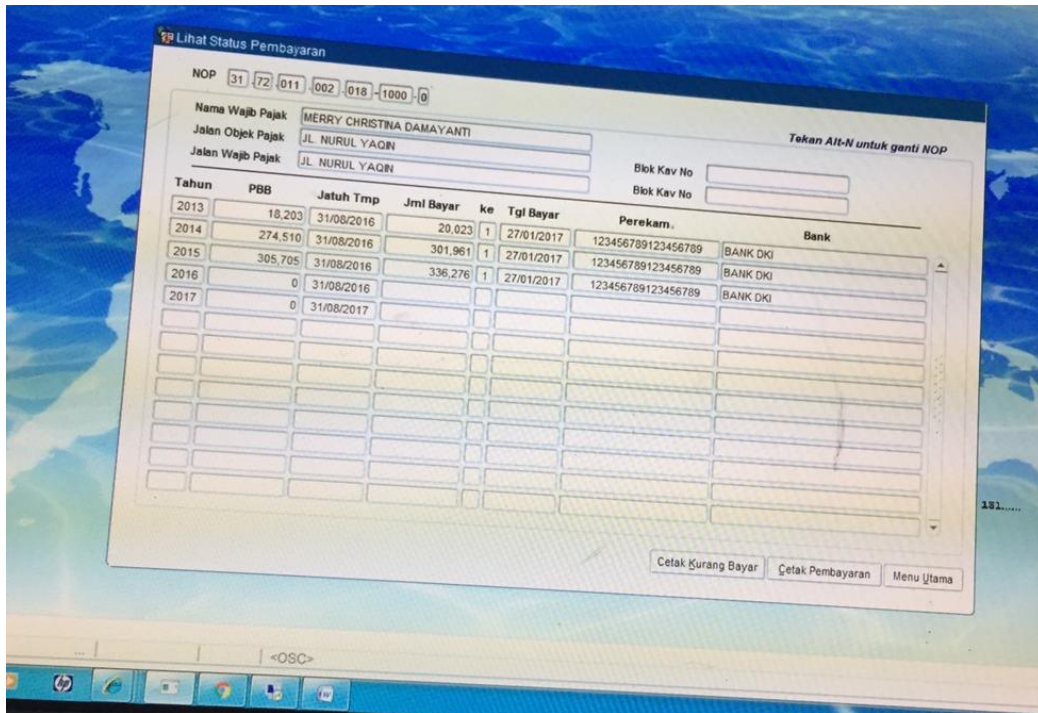 Lihat Status Pembayaran
NOP 31 . 72 . 011 . 002 . 018 - 1000 . 0
Tekan Alt-N untuk ganti NOP
Nama Wajib Pajak MERRY CHRISTINA DAMAYANTI
Jalan Objek Pajak JL. NURUL YAQIN Blok Kav No
Jalan Wajib Pajak JL. NURUL YAQIN Blok Kav No
Tahun PBB Jatuh Tmp Jml Bayar ke Tgl Bayar Perekam. Bank
2013 18,203 31/08/2016 20,023 1 27/01/2017 123456789123456789 BANK DKI
2014 274,510 31/08/2016 301,961 1 27/01/2017 123456789123456789 BANK DKI
2015 305,705 31/08/2016 336,276 1 27/01/2017 123456789123456789 BANK DKI
2016 0 31/08/2016
2017 0 31/08/2017
181......
Cetak Kurang Bayar Cetak Pembayaran Menu Utama
... <OSC>
hp